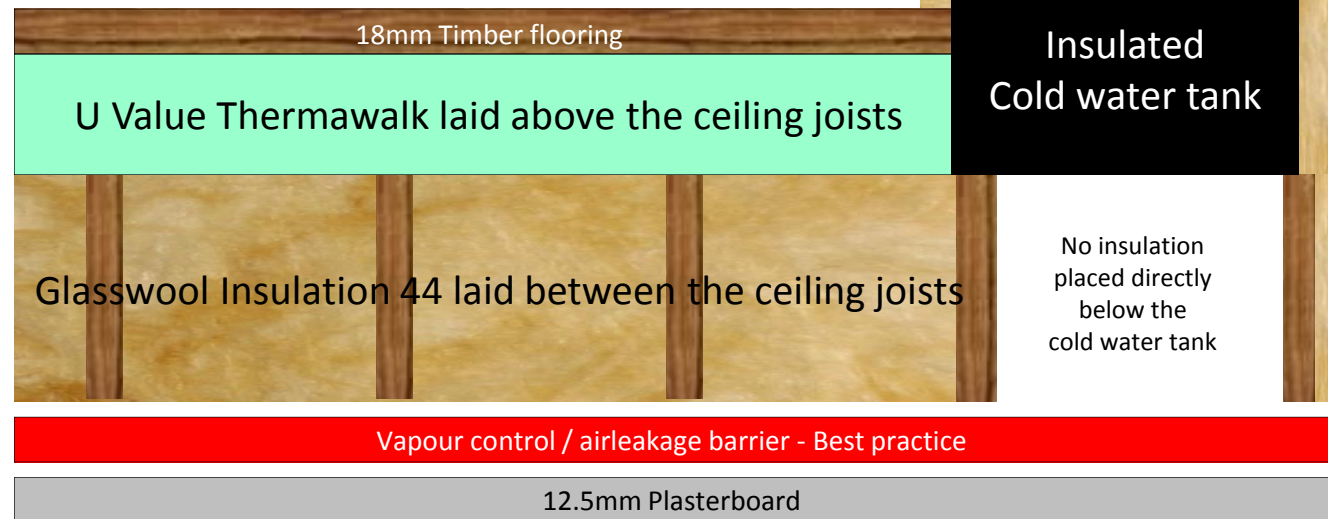 18mm Timber flooring
Insulated
Cold water tank
U Value Thermawalk laid above the ceiling joists
Glasswool Insulation 44 laid between the ceiling joists
No insulation
placed directly
below the
cold water tank
Vapour control / airleakage barrier - Best practice
12.5mm Plasterboard